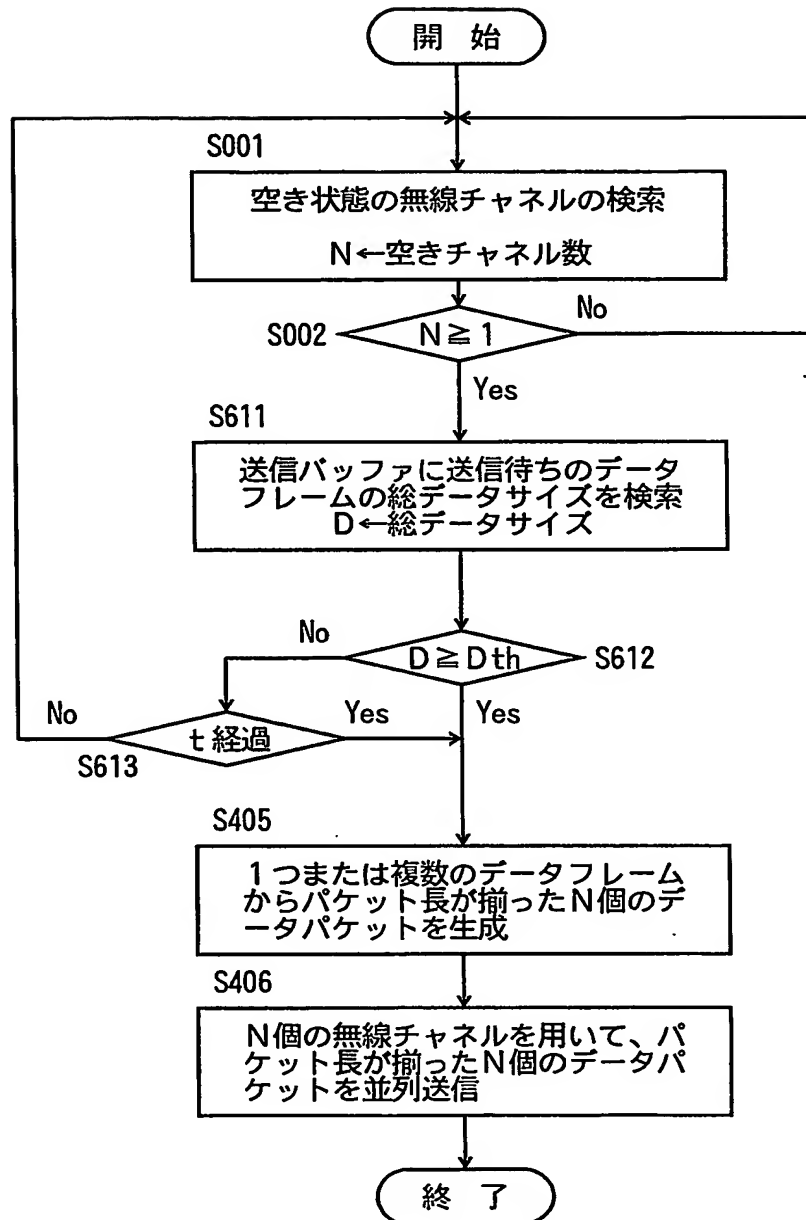 開 始
S001
空き状態の無線チャネルの検索
N←空きチャネル数
No
S002
N≧1
Yes
S611
送信バッファに送信待ちのデータ
フレームの総データサイズを検索
D←総データサイズ
No
D≧Dth
S612
No
Yes
Yes
t経過
S613
S405
1つまたは複数のデータフレーム
からパケット長が揃ったN個のデ
ータパケットを生成
S406
N個の無線チャネルを用いて、パ
ケット長が揃ったN個のデータパ
ケットを並列送信
終 了